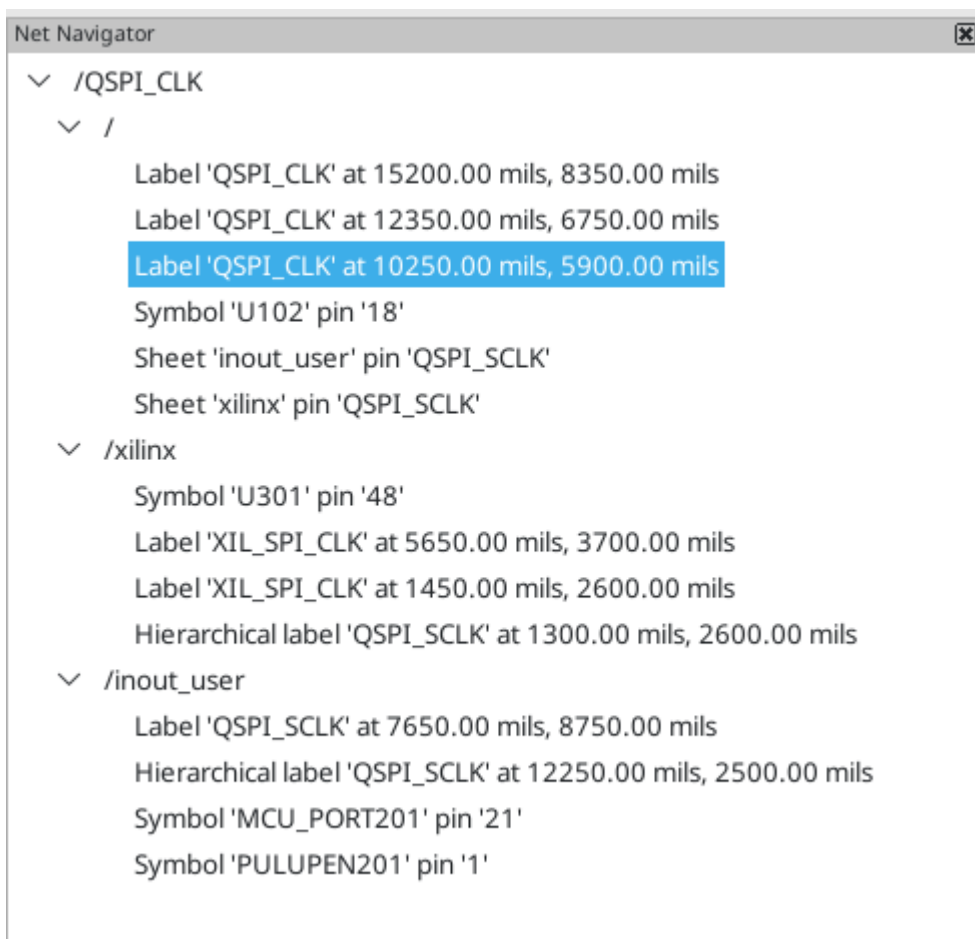 Net Navigator
/QSPI_CLK
/
Label 'QSPI_CLK' at 15200.00 mils, 8350.00 mils
Label 'QSPI_CLK' at 12350.00 mils, 6750.00 mils
Label 'QSPI_CLK' at 10250.00 mils, 5900.00 mils
Symbol 'U102' pin '18'
Sheet 'inout_user' pin 'QSPI_SCLK'
Sheet 'xilinx' pin 'QSPI_SCLK'
/xilinx
Symbol 'U301' pin '48'
Label 'XIL_SPI_CLK' at 5650.00 mils, 3700.00 mils
Label 'XIL_SPI_CLK' at 1450.00 mils, 2600.00 mils
Hierarchical label 'QSPI_SCLK' at 1300.00 mils, 2600.00 mils
/inout_user
Label 'QSPI_SCLK' at 7650.00 mils, 8750.00 mils
Hierarchical label 'QSPI_SCLK' at 12250.00 mils, 2500.00 mils
Symbol 'MCU_PORT201' pin '21'
Symbol 'PULUPEN201' pin '1'